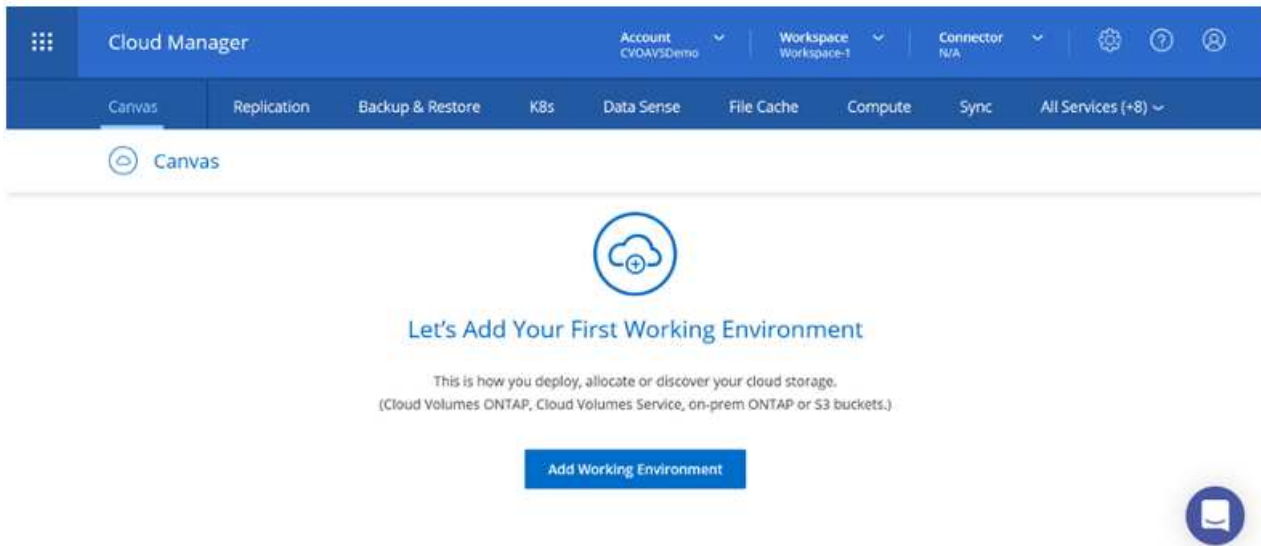 Cloud Manager
Account
CVOAVSDemo
Workspace
Workspace-1
Connector
N/A
Canvas
Replication
Backup & Restore
K8s
Data Sense
File Cache
Compute
Sync
All Services (+8)
Canvas
Let's Add Your First Working Environment
This is how you deploy, allocate or discover your cloud storage.
(Cloud Volumes ONTAP, Cloud Volumes Service, on-prem ONTAP or S3 buckets.)
Add Working Environment